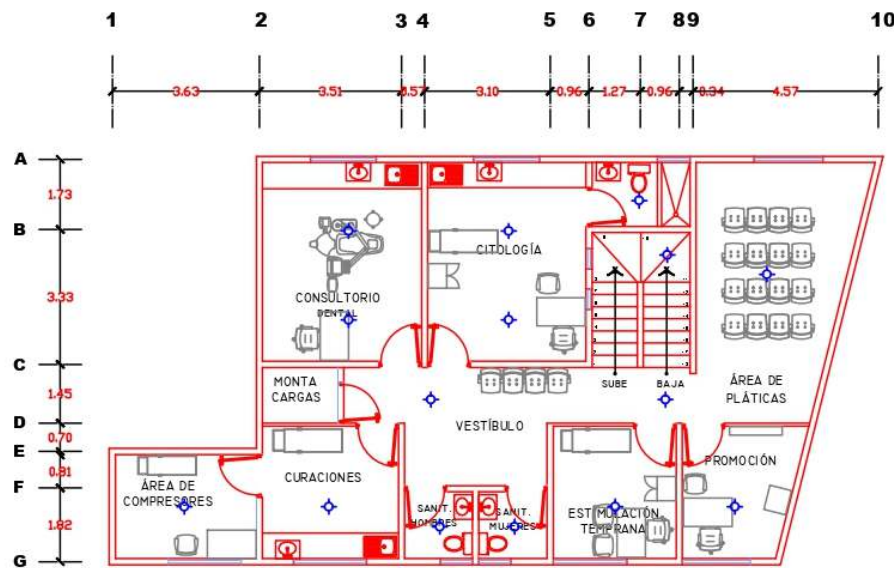 1 2 3 4 5 6 7 8 9 10
3.63 3.51 0.57 3.10 0.96 1.27 0.96 0.34 4.57
A
1.73
B
3.33
C
1.45
D
0.70
E
0.91
F
1.82
G
CITOLOGÍA
CONSULTORIO
DENTAL
MONTA
CARGAS
SUBE
BAJA
ÁREA DE
PLÁTICAS
VESTÍBULO
ÁREA DE
COMPRESORES
CURACIONES
SANIT.
HOMBRES
SANIT.
MUJERES
ESTIMULACIÓN
TEMPRANA
PROMOCIÓN